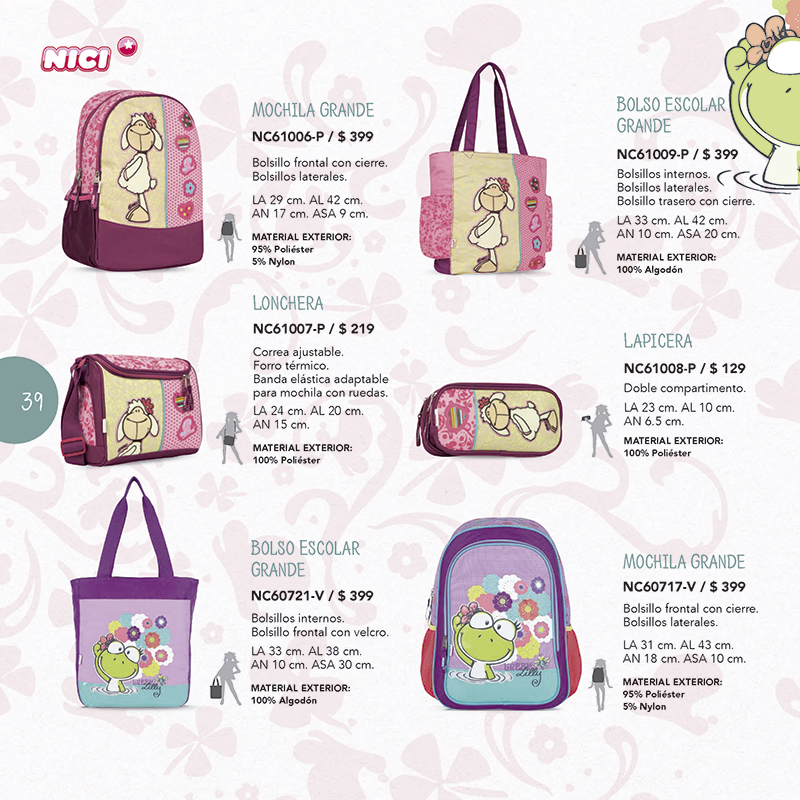 NICI
MOCHILA GRANDE
NC61006-P / $ 399
Bolsillo frontal con cierre.
Bolsillos laterales.
LA 29 cm. AL 42 cm.
AN 17 cm. ASA 9 cm.
MATERIAL EXTERIOR:
95% Poliéster
5% Nylon
BOLSO ESCOLAR
GRANDE
NC61009-P / $ 399
Bolsillos internos.
Bolsillos laterales.
Bolsillo trasero con cierre.
LA 33 cm. AL 42 cm.
AN 10 cm. ASA 20 cm.
MATERIAL EXTERIOR:
100% Algodón
LONCHERA
NC61007-P / $ 219
Correa ajustable.
Forro térmico.
Banda elástica adaptable
para mochila con ruedas.
LA 24 cm. AL 20 cm.
AN 15 cm.
MATERIAL EXTERIOR:
100% Poliéster
LAPICERA
NC61008-P / $ 129
Doble compartimento.
LA 23 cm. AL 10 cm.
AN 6.5 cm.
MATERIAL EXTERIOR:
100% Poliéster
39
BOLSO ESCOLAR
GRANDE
NC60721-V / $ 399
Bolsillos internos.
Bolsillo frontal con velcro.
LA 33 cm. AL 38 cm.
AN 10 cm. ASA 30 cm.
MATERIAL EXTERIOR:
100% Algodón
Lilly
MOCHILA GRANDE
NC60717-V / $ 399
Bolsillo frontal con cierre.
Bolsillos laterales.
LA 31 cm. AL 43 cm.
AN 18 cm. ASA 10 cm.
MATERIAL EXTERIOR:
95% Poliéster
5% Nylon
Lilly